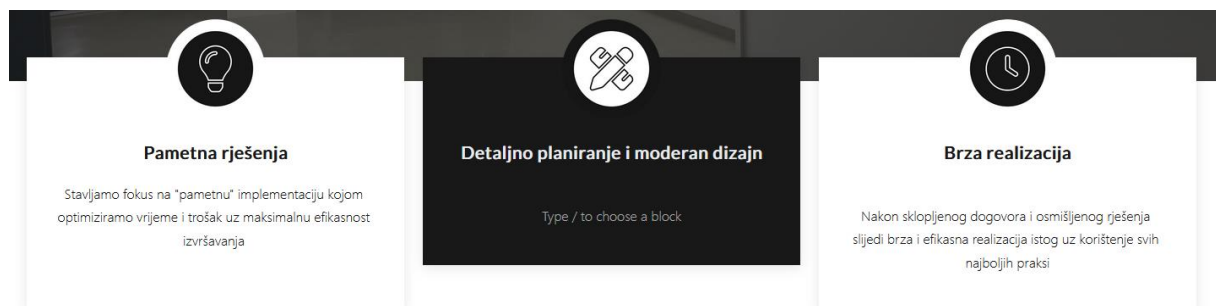 Pametna rješenja
Stavljamo fokus na "pametnu" implementaciju kojom
optimiziramo vrijeme i trošak uz maksimalnu efikasnost
izvršavanja
Detaljno planiranje i moderan dizajn
Type / to choose a block
Brza realizacija
Nakon sklopljenog dogovora i osmišljenog rješenja
slijedi brza i efikasna realizacija istog uz korištenje svih
najboljih praksi